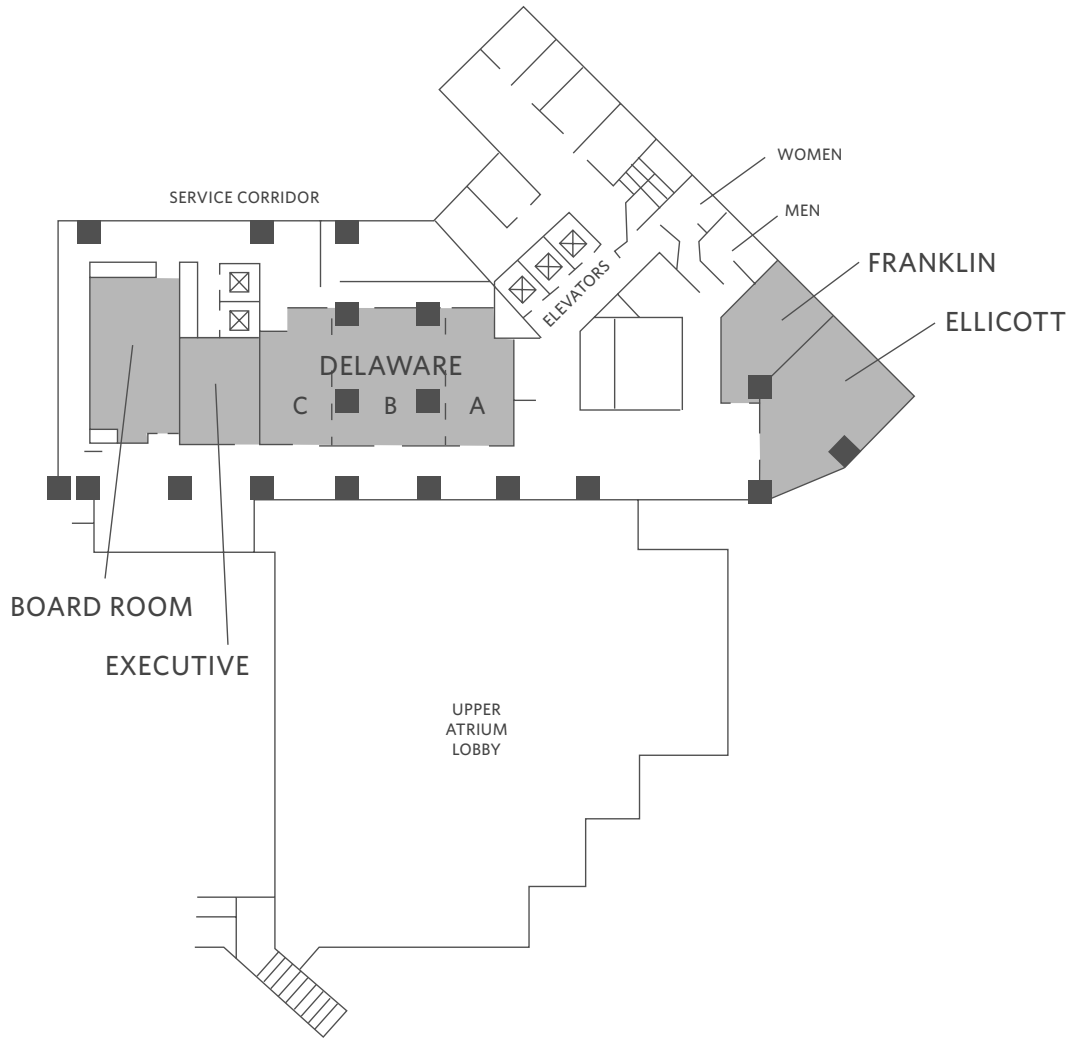 WOMEN
SERVICE CORRIDOR
MEN
FRANKLIN
ELEVATORS
ELLICOTT
DELAWARE
C B A
BOARD ROOM
EXECUTIVE
UPPER
ATRIUM
LOBBY